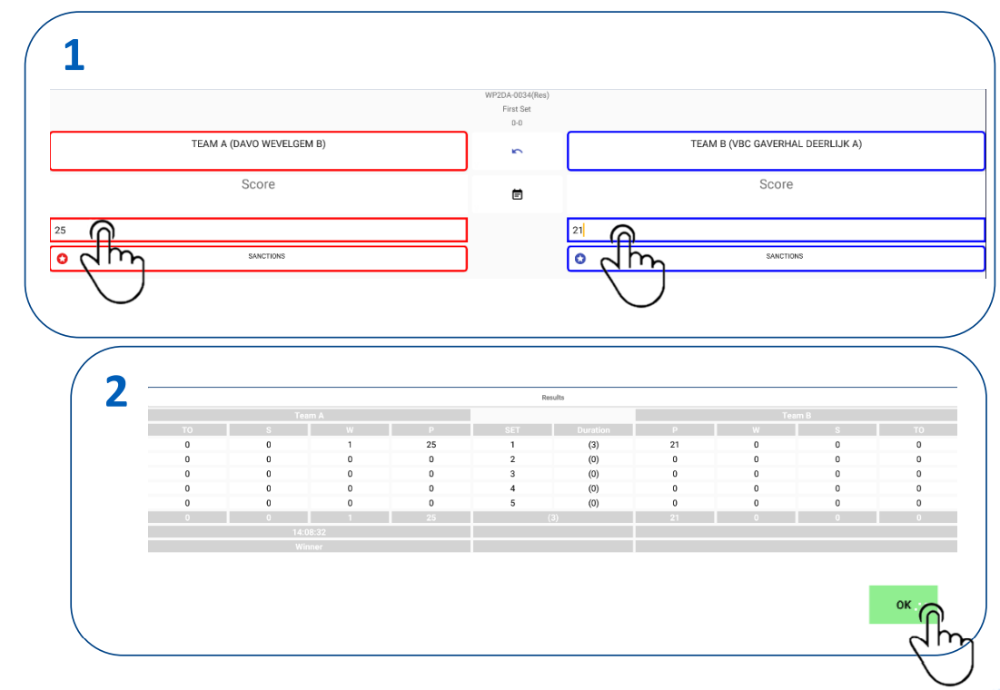 1
WP2DA-0034(Res)
First Set
0-0
TEAM A (DAVO WEVELGEM B)
TEAM B (VBC GAVERHAL DEERLIJK A)
Score
Score
25
21
SANCTIONS
SANCTIONS
2
Results
Team A Team B
TO S W P SET Duration P W S TO
0 0 1 25 1 (3) 21 0 0 0
0 0 0 0 2 (0) 0 0 0 0
0 0 0 0 3 (0) 0 0 0 0
0 0 0 0 4 (0) 0 0 0 0
0 0 0 0 5 (0) 0 0 0 0
0 0 1 25 (3) 21 0 0 0
14:08:32
Winner
OK